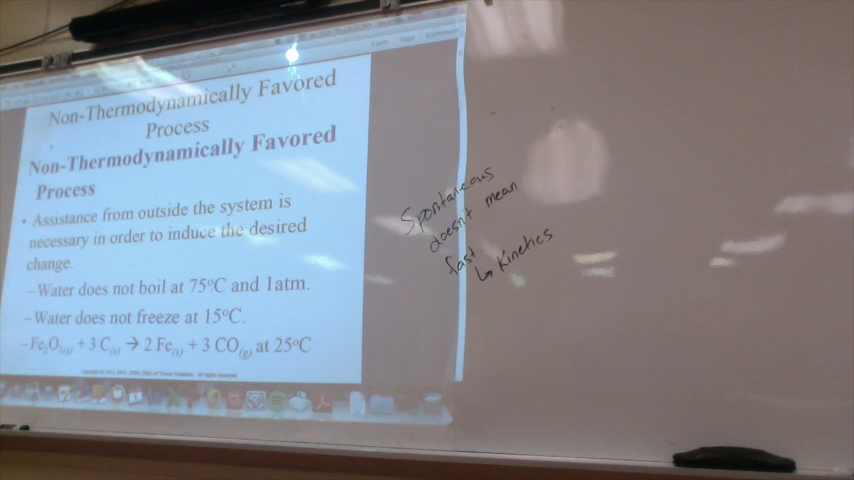 Sign
Non-Thermodynamically Favored
Process
Non-Thermodynamically Favored
Process
• Assistance from outside the system is
necessary in order to induce the desired
change.
– Water does not boil at 75°C and 1atm.
– Water does not freeze at 15°C.
– Fe₂O₃₍ₛ₎ + 3 C₍ₛ₎ → 2 Fe₍ₛ₎ + 3 CO₍g₎ at 25°C
Spontaneous
doesn't mean
fast
↳ Kinetics